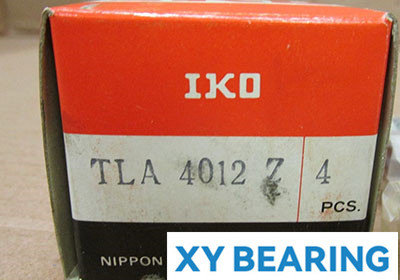 IKO
TLA 4012 Z 4
PCS.
NIPPON
XY BEARING